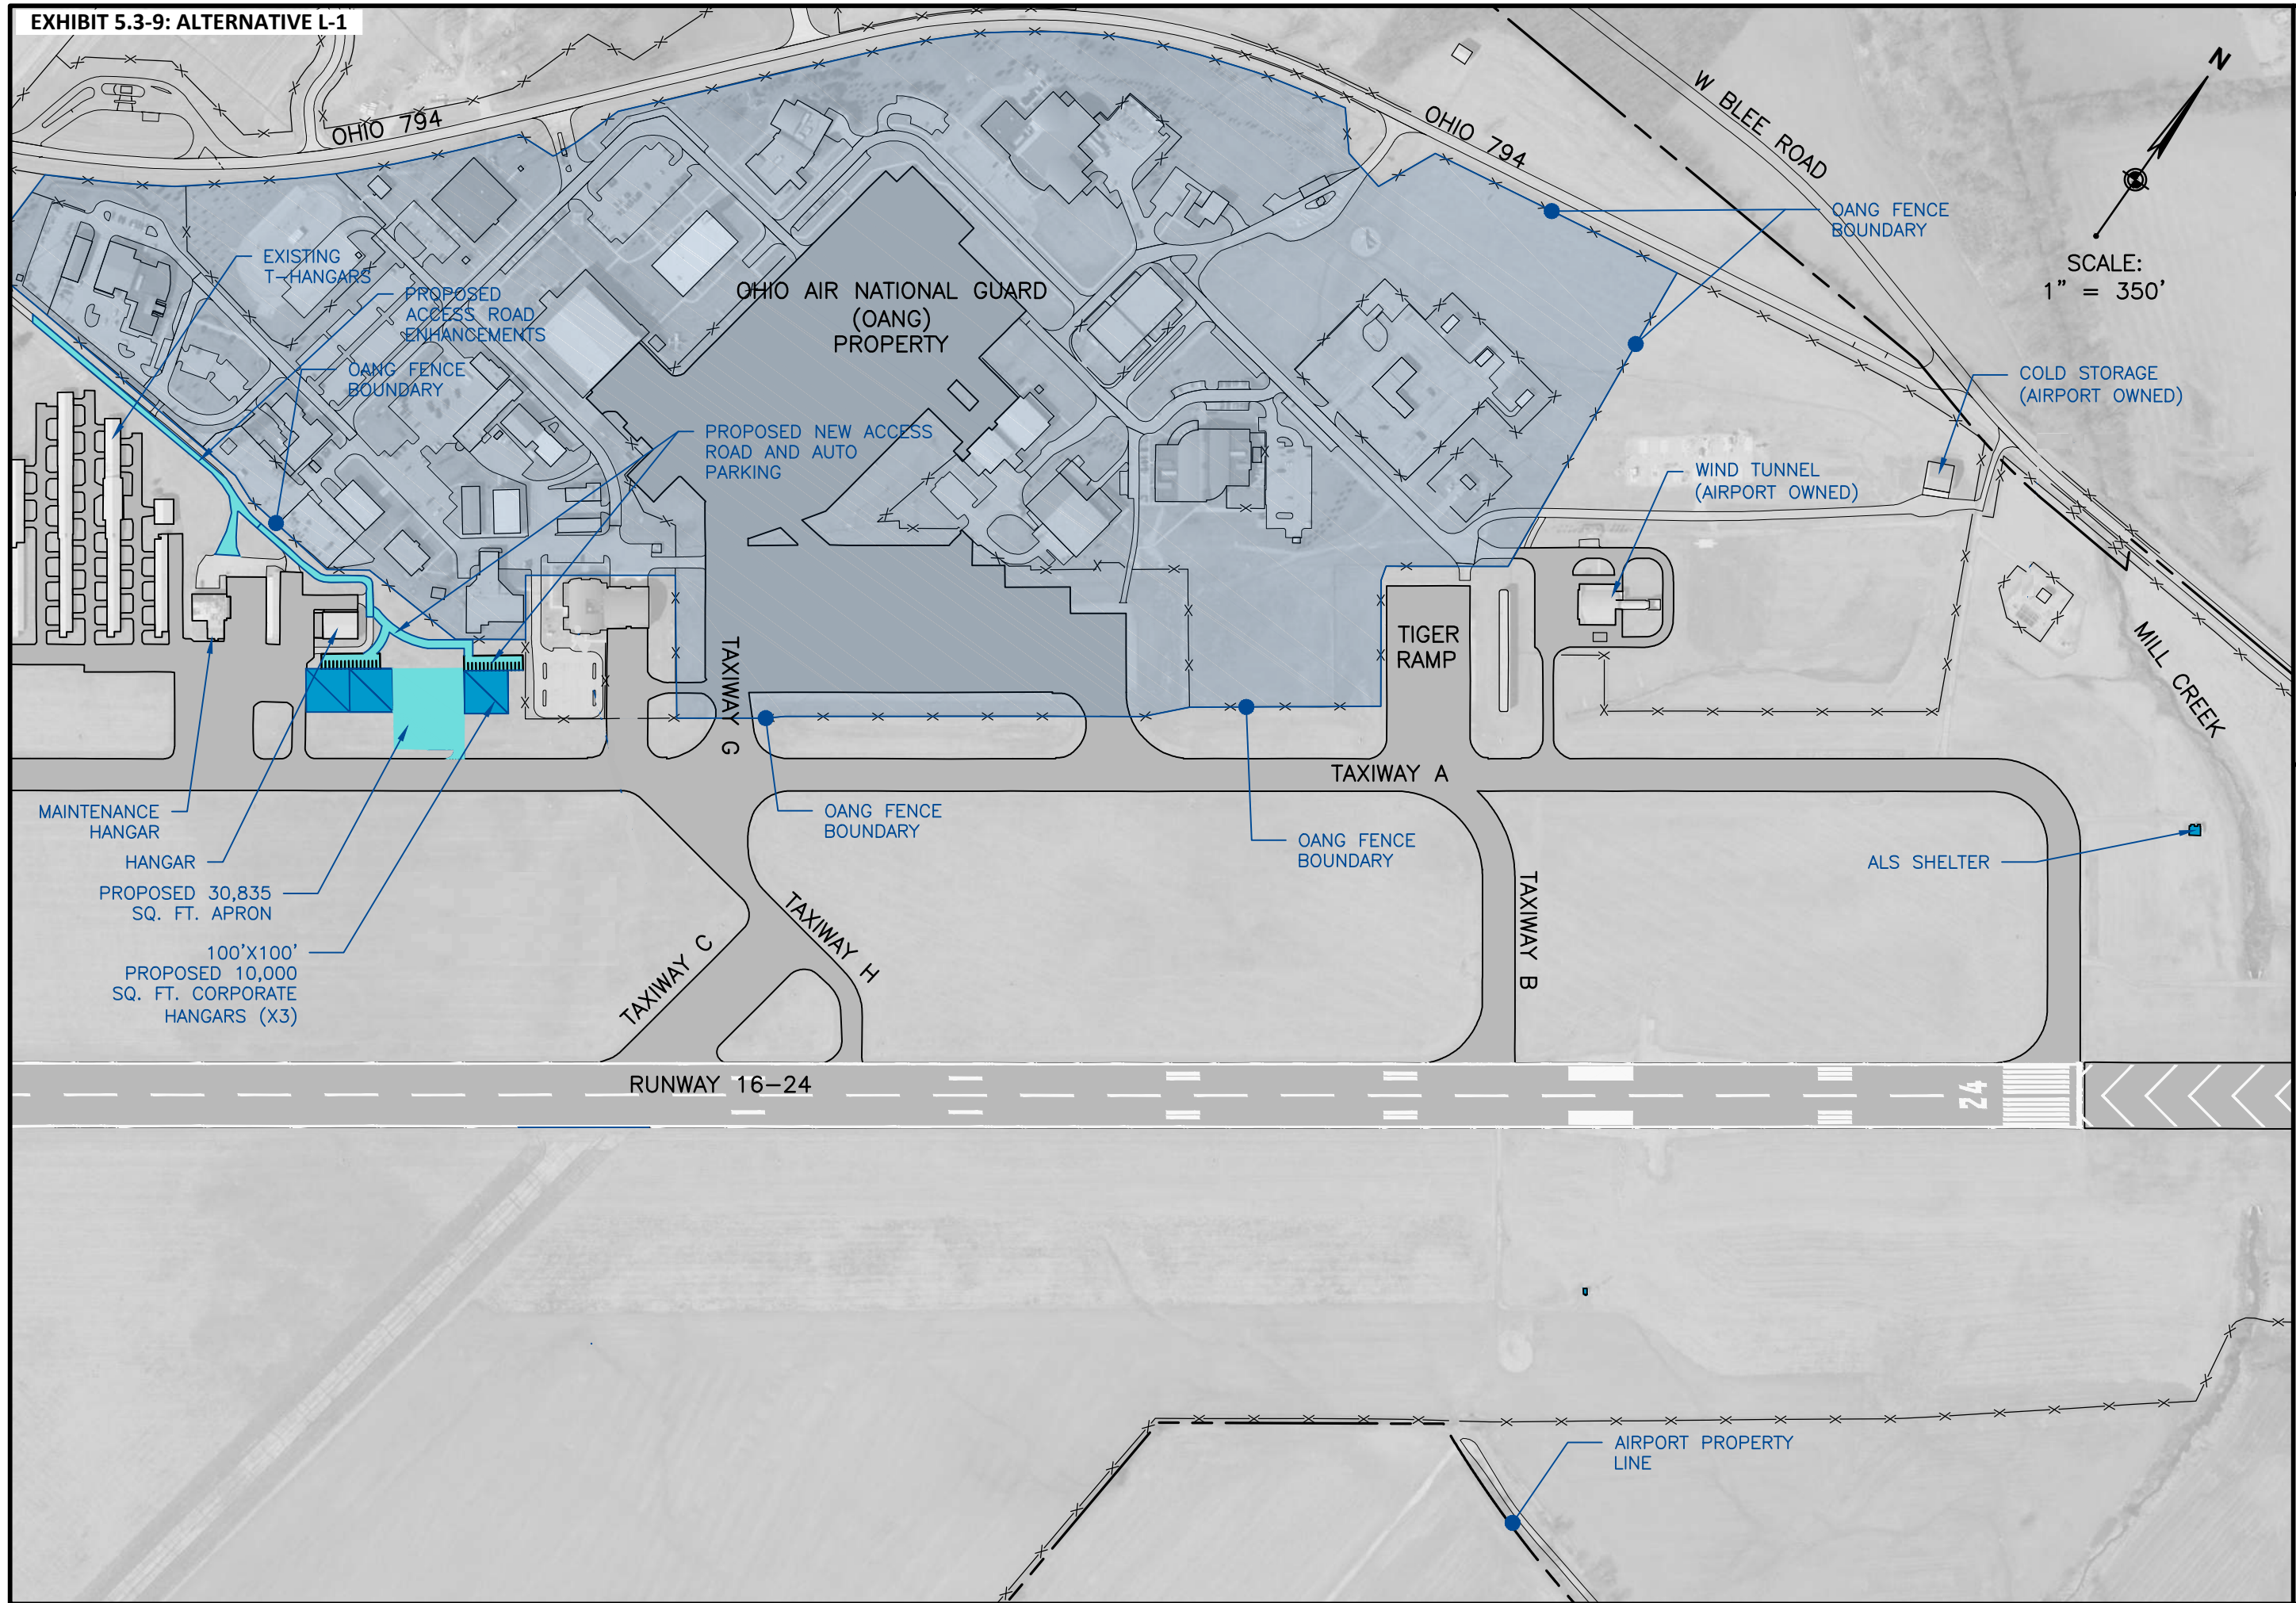 EXHIBIT 5.3-9: ALTERNATIVE L-1
N
SCALE:
1" = 350'
OHIO 794
OHIO 794
W BLEE ROAD
OANG FENCE
BOUNDARY
EXISTING
T-HANGARS
PROPOSED
ACCESS ROAD
ENHANCEMENTS
OANG FENCE
BOUNDARY
OHIO AIR NATIONAL GUARD
(OANG)
PROPERTY
PROPOSED NEW ACCESS
ROAD AND AUTO
PARKING
COLD STORAGE
(AIRPORT OWNED)
WIND TUNNEL
(AIRPORT OWNED)
TIGER
RAMP
MILL CREEK
TAXIWAY G
TAXIWAY A
MAINTENANCE
HANGAR
HANGAR
PROPOSED 30,835
SQ. FT. APRON
100'X100'
PROPOSED 10,000
SQ. FT. CORPORATE
HANGARS (X3)
OANG FENCE
BOUNDARY
OANG FENCE
BOUNDARY
ALS SHELTER
TAXIWAY C
TAXIWAY H
TAXIWAY B
RUNWAY 16-24
24
AIRPORT PROPERTY
LINE